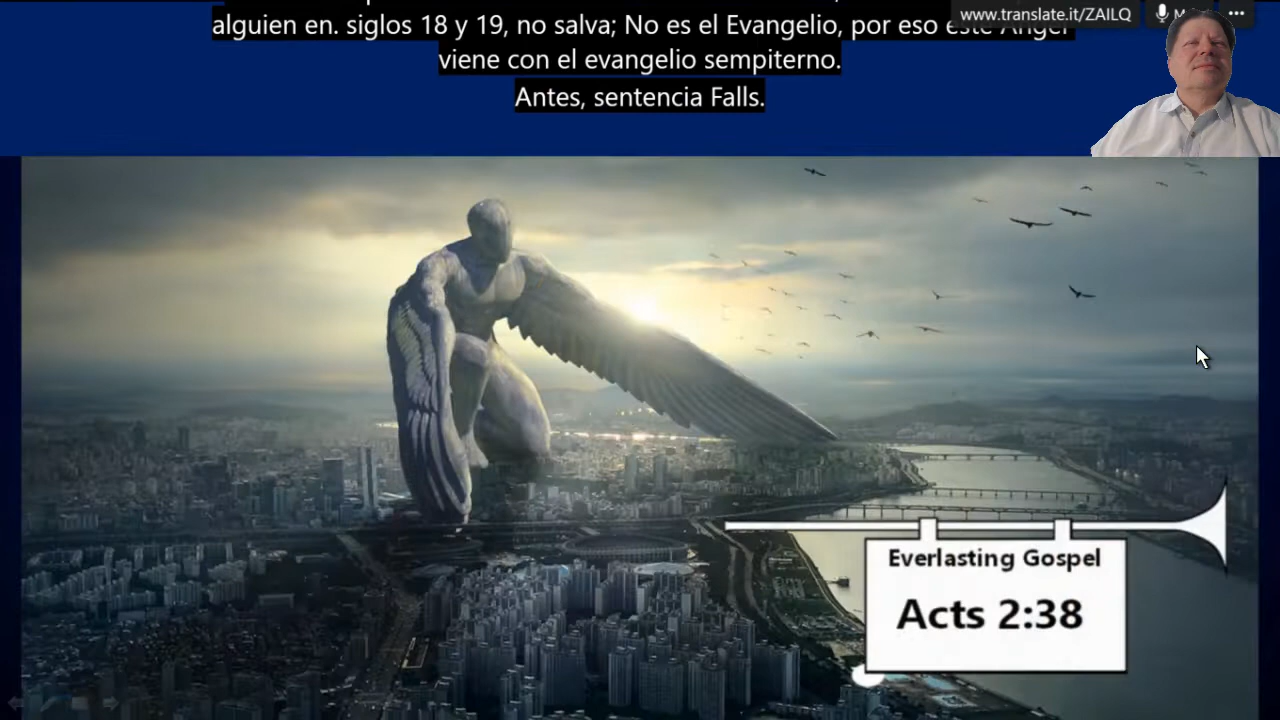 www.translate.it/ZAILQ
alguien en. siglos 18 y 19, no salva; No es el Evangelio, por eso este Ángel
viene con el evangelio sempiterno.
Antes, sentencia Falls.
Everlasting Gospel
Acts 2:38